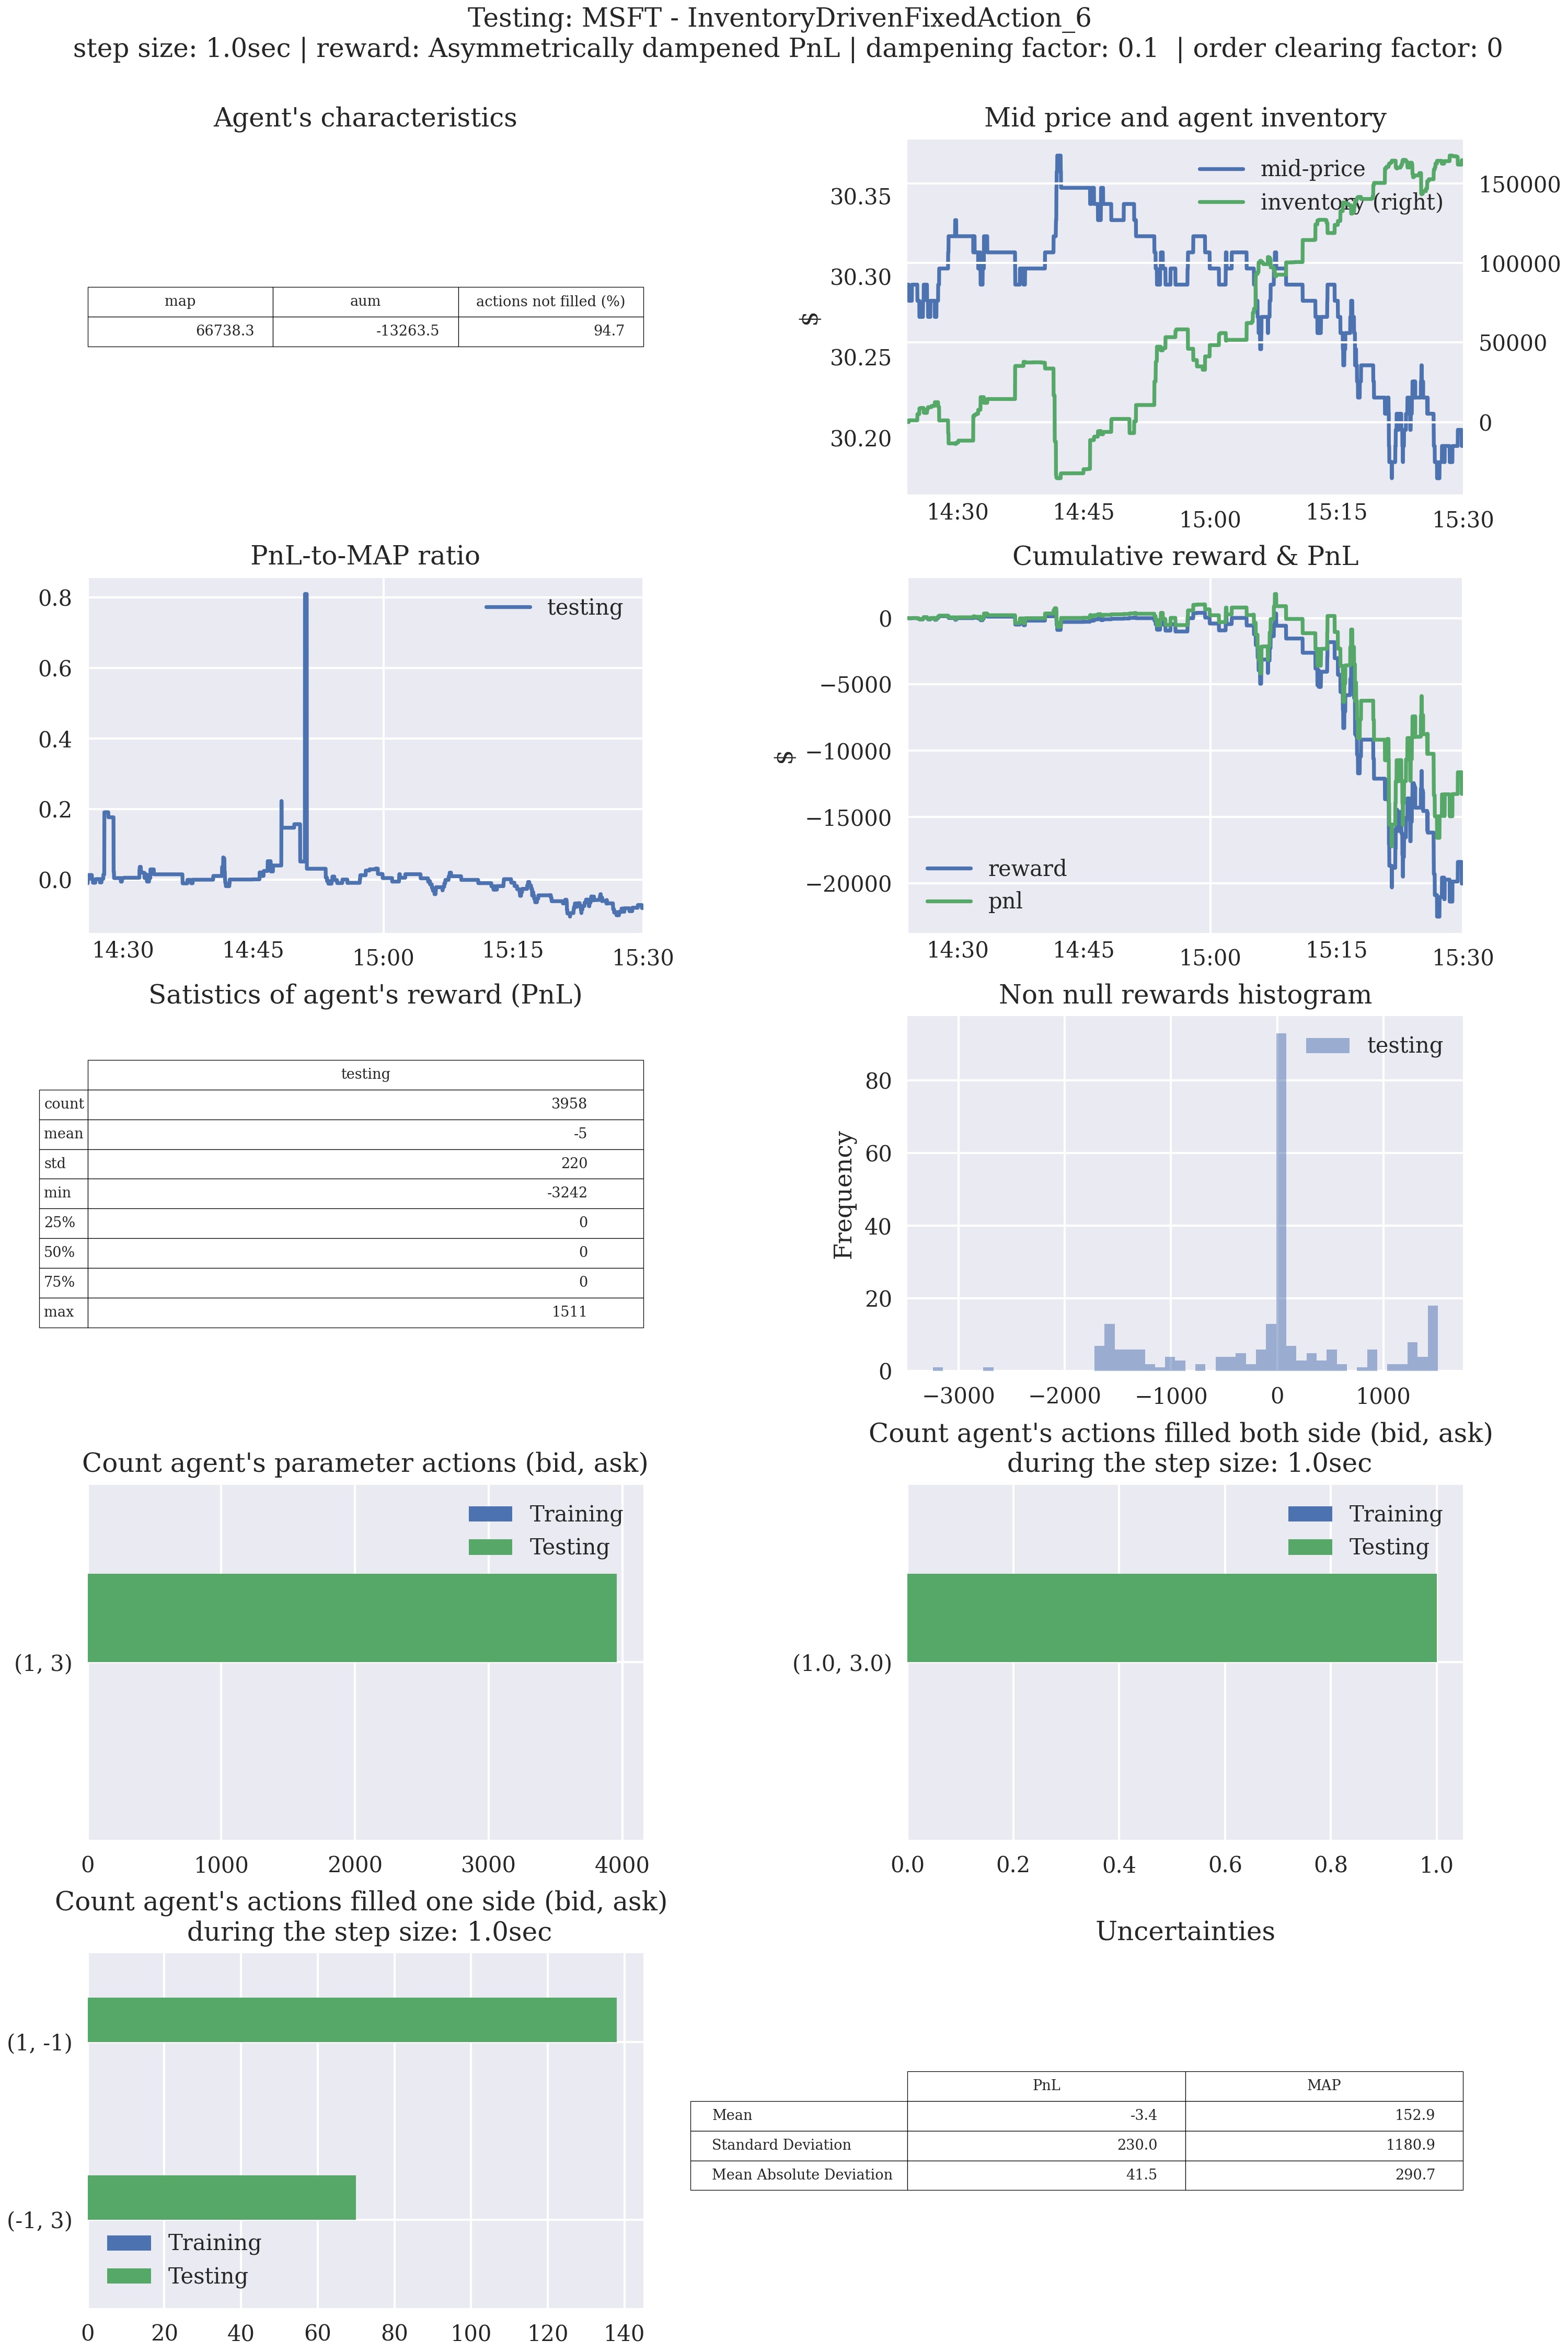 Testing: MSFT - InventoryDrivenFixedAction_6
step size: 1.0sec | reward: Asymmetrically dampened PnL | dampening factor: 0.1 | order clearing factor: 0
Agent's characteristics
map aum actions not filled (%)
66738.3 -13263.5 94.7
Mid price and agent inventory
mid-price
inventory (right)
$
30.35
30.30
30.25
30.20
150000
100000
50000
0
14:30 14:45 15:00 15:15 15:30
PnL-to-MAP ratio
testing
0.8
0.6
0.4
0.2
0.0
14:30 14:45 15:00 15:15 15:30
Cumulative reward & PnL
$
0
−5000
−10000
−15000
−20000
reward
pnl
14:30 14:45 15:00 15:15 15:30
Satistics of agent's reward (PnL)
testing
count 3958
mean -5
std 220
min -3242
25% 0
50% 0
75% 0
max 1511
Non null rewards histogram
testing
Frequency
80
60
40
20
0
−3000 −2000 −1000 0 1000
Count agent's parameter actions (bid, ask)
Training
Testing
(1, 3)
0 1000 2000 3000 4000
Count agent's actions filled both side (bid, ask)
during the step size: 1.0sec
Training
Testing
(1.0, 3.0)
0.0 0.2 0.4 0.6 0.8 1.0
Count agent's actions filled one side (bid, ask)
during the step size: 1.0sec
(1, -1)
(-1, 3)
Training
Testing
0 20 40 60 80 100 120 140
Uncertainties
PnL MAP
Mean -3.4 152.9
Standard Deviation 230.0 1180.9
Mean Absolute Deviation 41.5 290.7